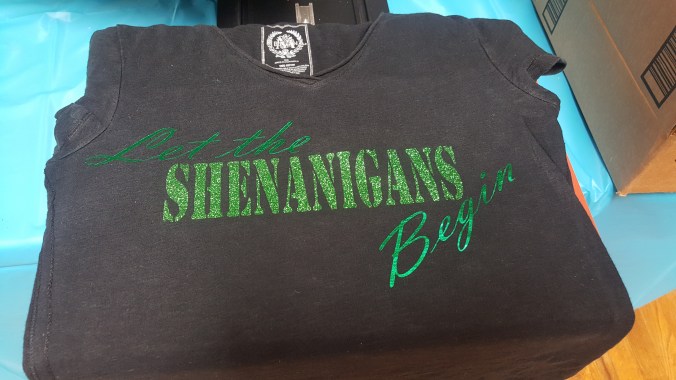 Let the
SHENANIGANS
Begin